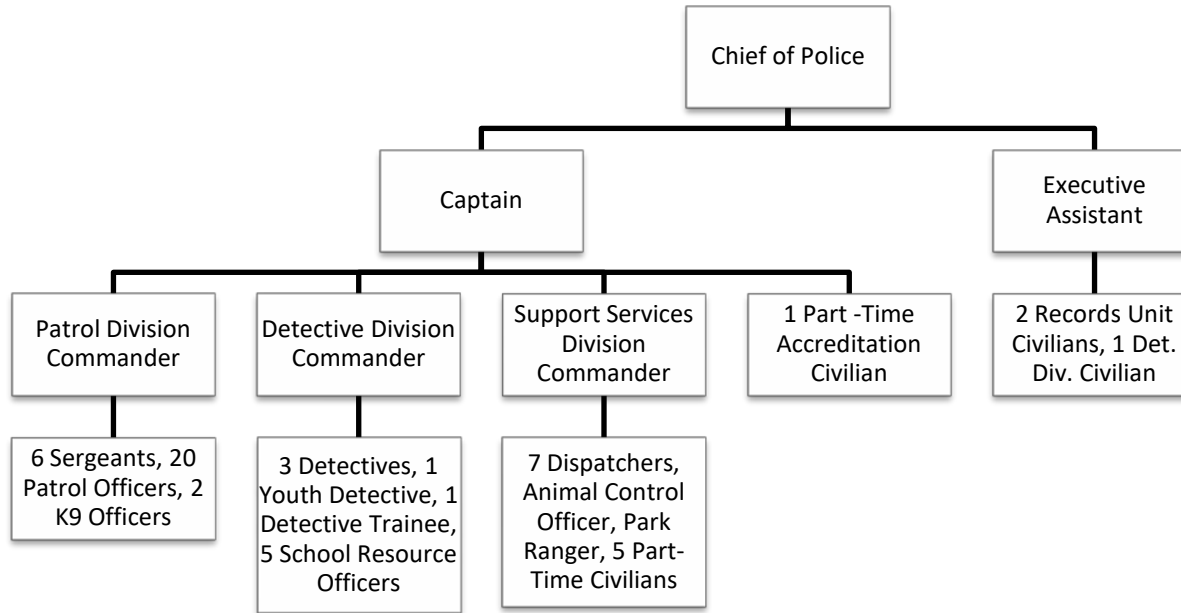 Chief of Police
Captain
Executive
Assistant
Patrol Division
Commander
Detective Division
Commander
Support Services
Division
Commander
1 Part -Time
Accreditation
Civilian
2 Records Unit
Civilians, 1 Det.
Div. Civilian
6 Sergeants, 20
Patrol Officers, 2
K9 Officers
3 Detectives, 1
Youth Detective, 1
Detective Trainee,
5 School Resource
Officers
7 Dispatchers,
Animal Control
Officer, Park
Ranger, 5 Part-
Time Civilians